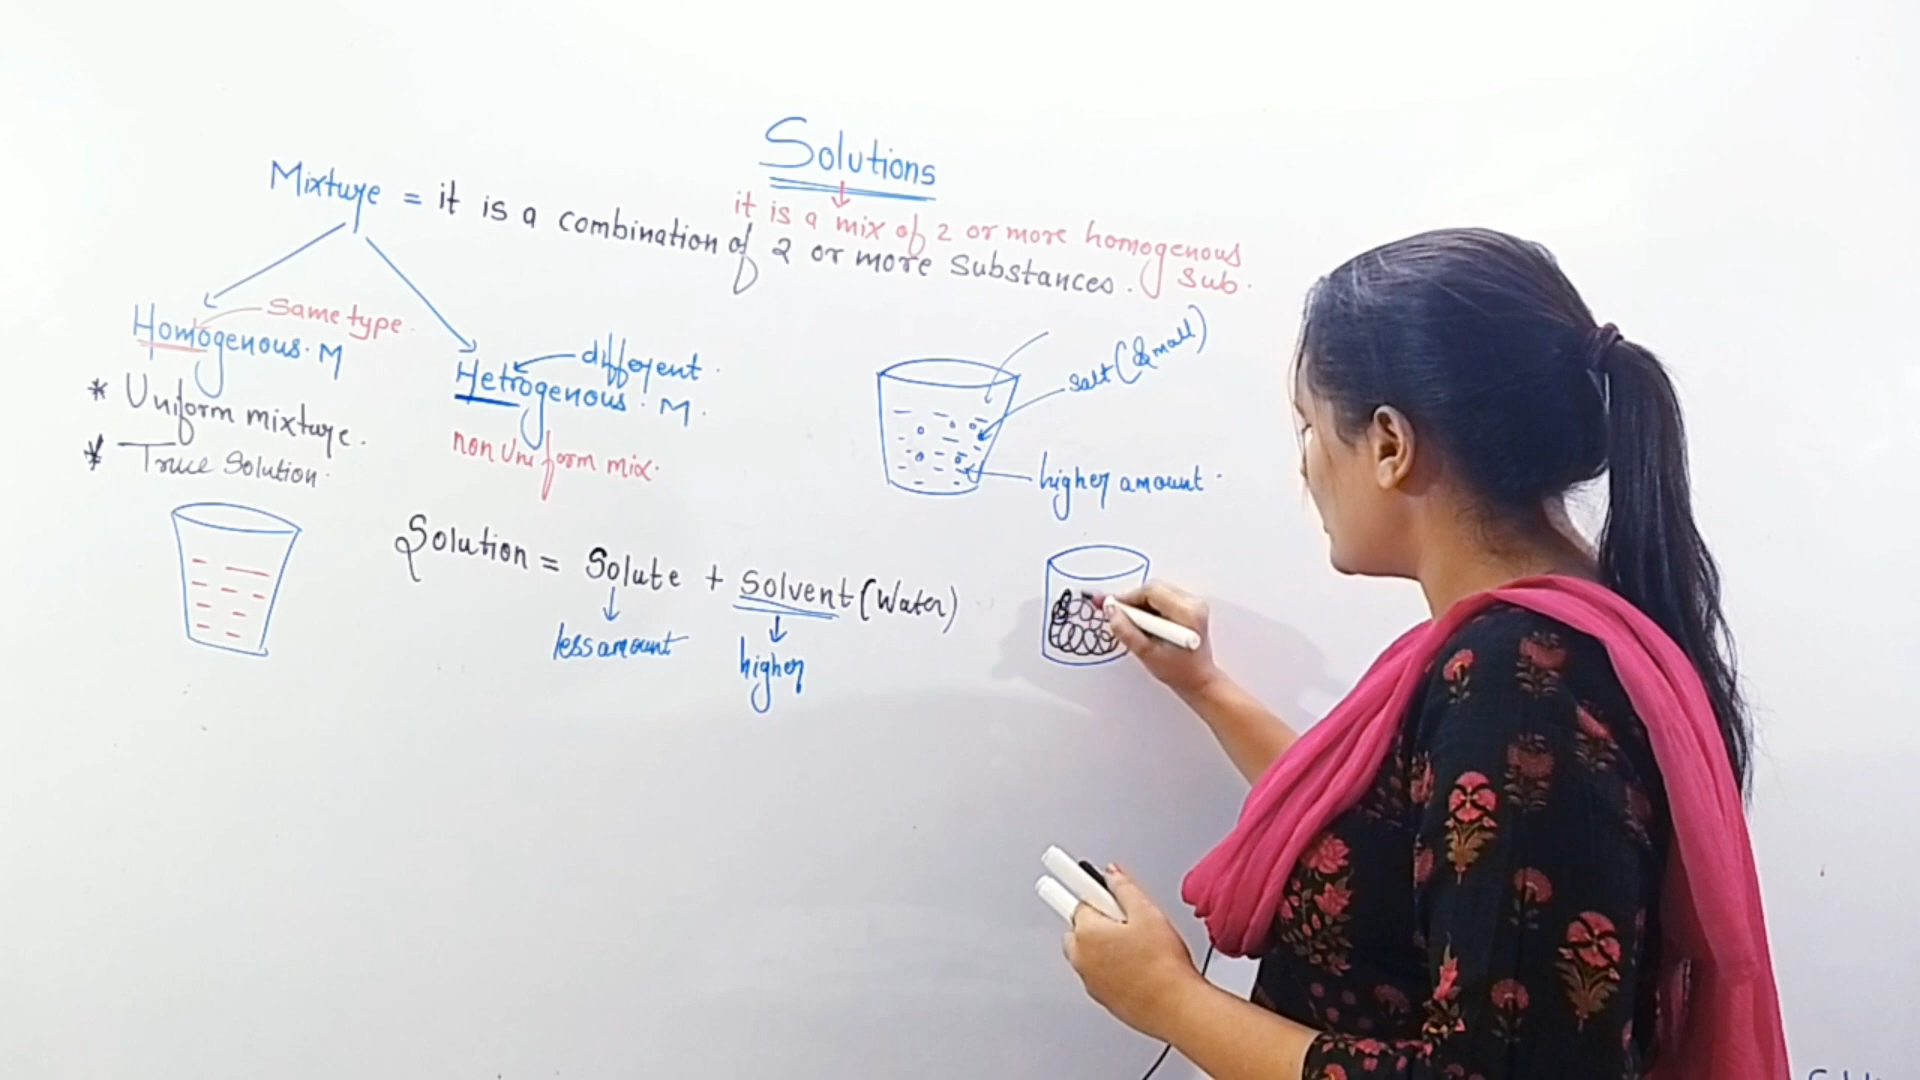 Solutions
it is a mix of 2 or more homogenous
sub.
Mixture = it is a combination of 2 or more Substances.
Same type.
Homogenous. M
* Uniform mixture.
* True Solution.
different.
Hetrogenous. M.
non uniform mix.
salt (small)
higher amount.
Solution = Solute + Solvent (Water)
less amount
higher